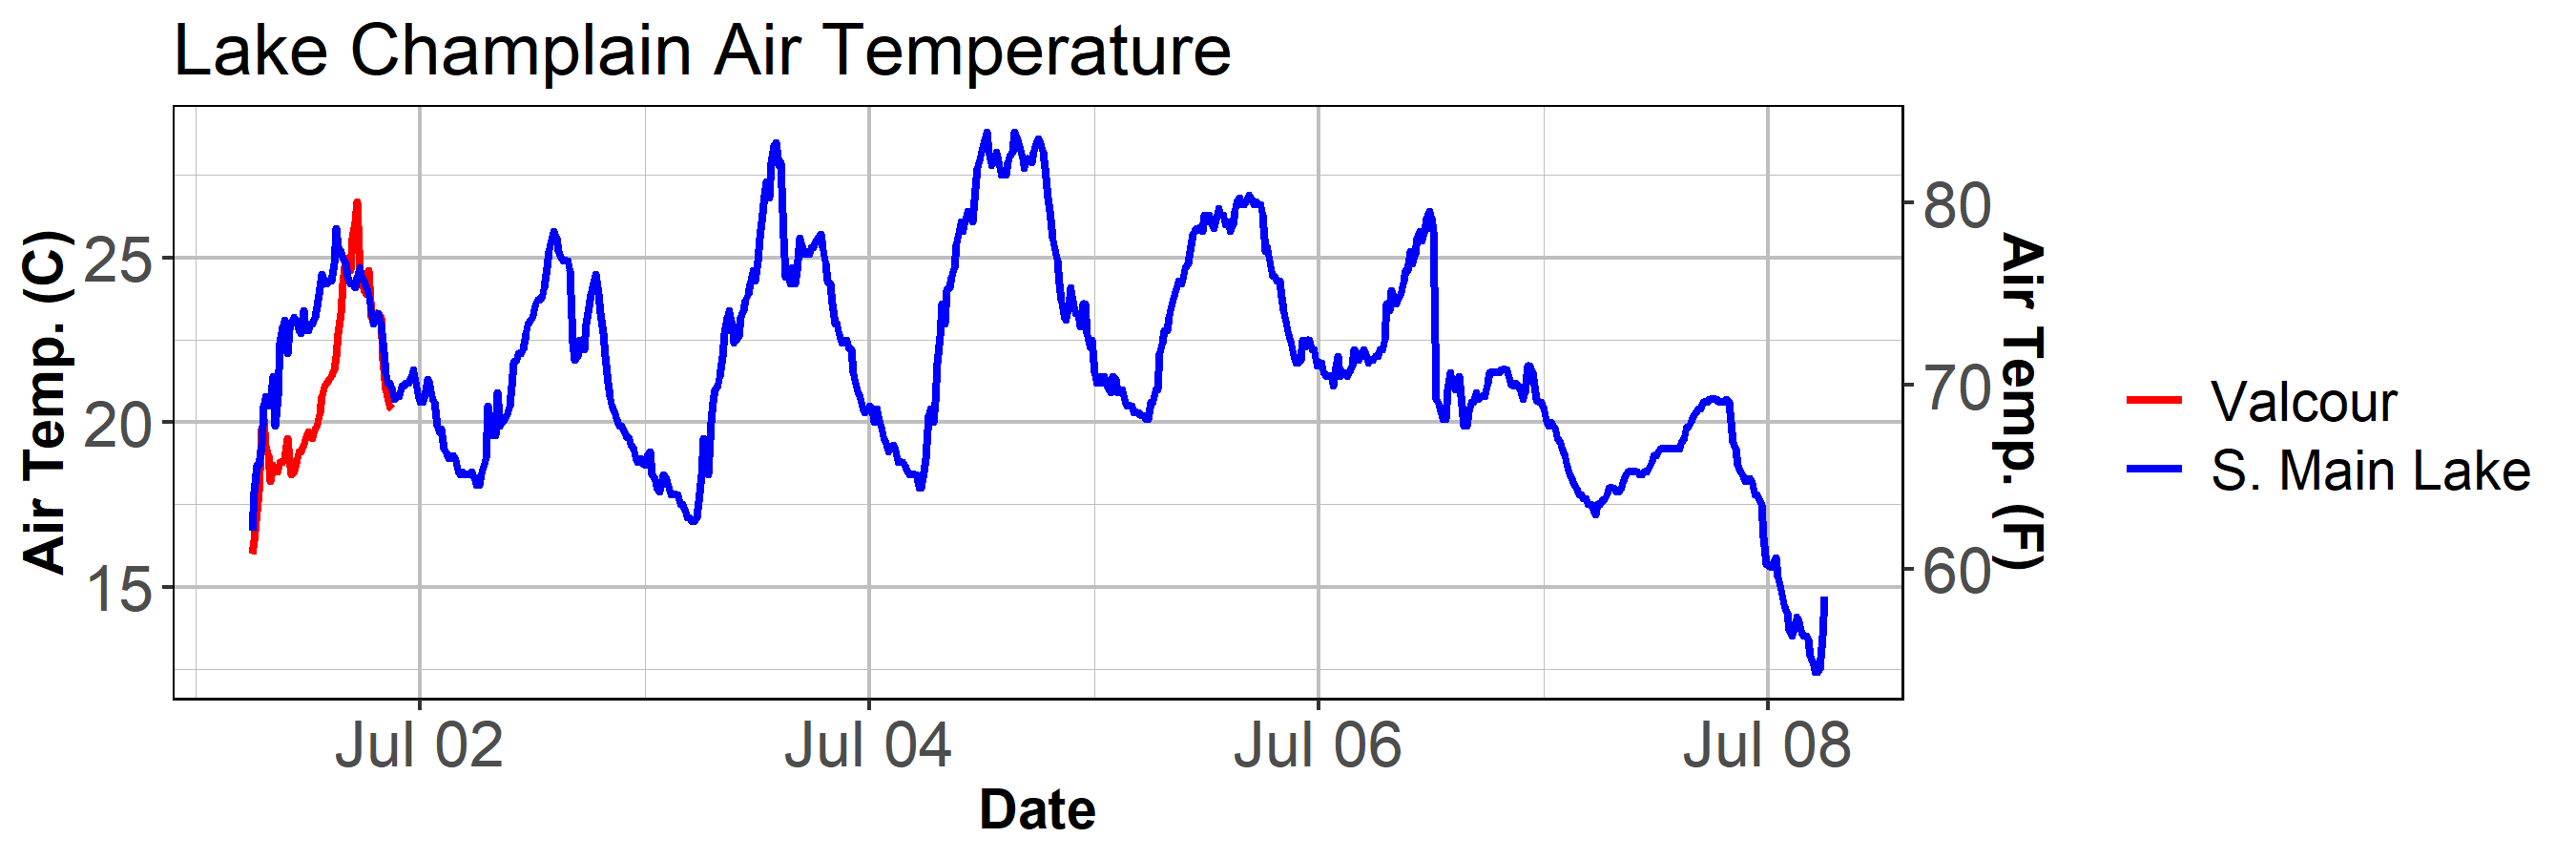 Lake Champlain Air Temperature
Air Temp. (C)
25
20
15
80
70
60
Air Temp. (F)
Jul 02 Jul 04 Jul 06 Jul 08
Date
Valcour
S. Main Lake